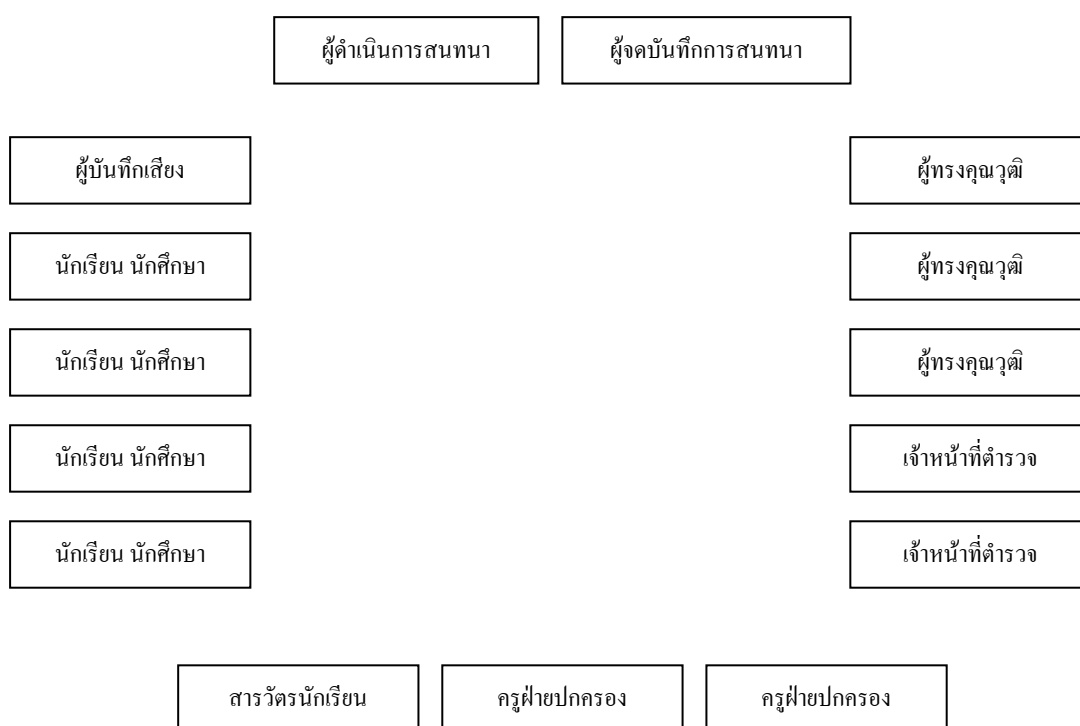 ผู้ดำเนินการสนทนา ผู้จดบันทึกการสนทนา
ผู้บันทึกเสียง ผู้ทรงคุณวุฒิ
นักเรียน นักศึกษา ผู้ทรงคุณวุฒิ
นักเรียน นักศึกษา ผู้ทรงคุณวุฒิ
นักเรียน นักศึกษา เจ้าหน้าที่ตำรวจ
นักเรียน นักศึกษา เจ้าหน้าที่ตำรวจ
สารวัตรนักเรียน ครูฝ่ายปกครอง ครูฝ่ายปกครอง